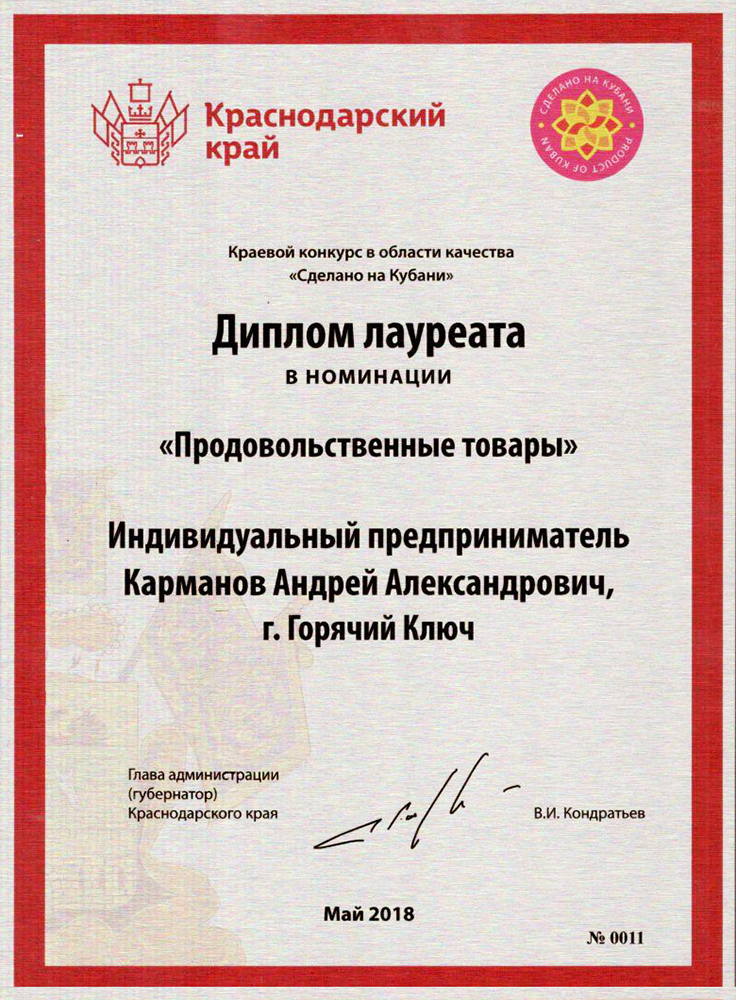 Краснодарский
край
СДЕЛАНО НА КУБАНИ
PRODUCT OF KUBAN
Краевой конкурс в области качества
«Сделано на Кубани»
Диплом лауреата
В НОМИНАЦИИ
«Продовольственные товары»
Индивидуальный предприниматель
Карманов Андрей Александрович,
г. Горячий Ключ
Глава администрации
(губернатор)
Краснодарского края
В.И. Кондратьев
Май 2018
№ 0011